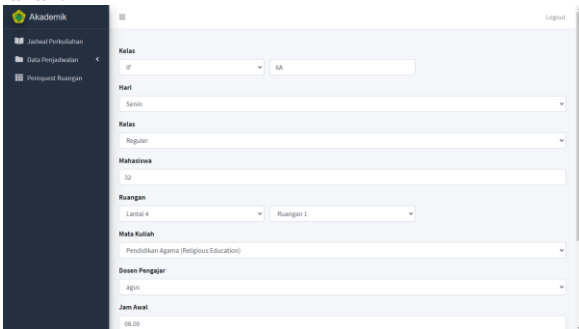 Akademik
Logout
Jadwal Perkuliahan
Data Penjadwalan
Perequest Ruangan
Kelas
IF 6A
Hari
Senin
Kelas
Reguler
Mahasiswa
32
Ruangan
Lantai 4 Ruangan 1
Mata Kuliah
Pendidikan Agama (Religious Education)
Dosen Pengajar
agus
Jam Awal
08.00